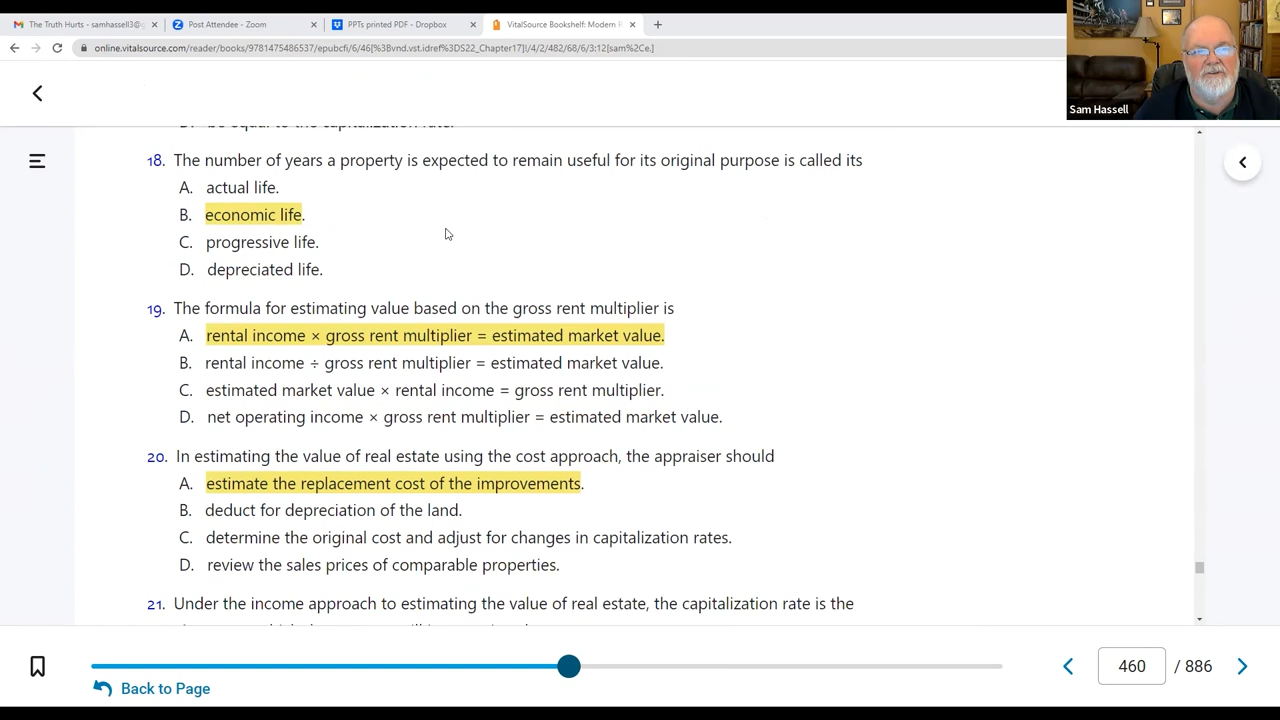 The Truth Hurts - samhassell3@g
Post Attendee - Zoom
PPTs printed PDF - Dropbox
VitalSource Bookshelf: Modern R
online.vitalsource.com/reader/books/9781475486537/epubcfi/6/46[%3Bvnd.vst.idref%3DS22_Chapter17]!/4/2/482/68/6/3:12[sam%2Ce.]
Sam Hassell
D. be equal to the capitalization rate.
18. The number of years a property is expected to remain useful for its original purpose is called its
A. actual life.
B. economic life.
C. progressive life.
D. depreciated life.
19. The formula for estimating value based on the gross rent multiplier is
A. rental income × gross rent multiplier = estimated market value.
B. rental income ÷ gross rent multiplier = estimated market value.
C. estimated market value × rental income = gross rent multiplier.
D. net operating income × gross rent multiplier = estimated market value.
20. In estimating the value of real estate using the cost approach, the appraiser should
A. estimate the replacement cost of the improvements.
B. deduct for depreciation of the land.
C. determine the original cost and adjust for changes in capitalization rates.
D. review the sales prices of comparable properties.
21. Under the income approach to estimating the value of real estate, the capitalization rate is the
460 / 886
Back to Page